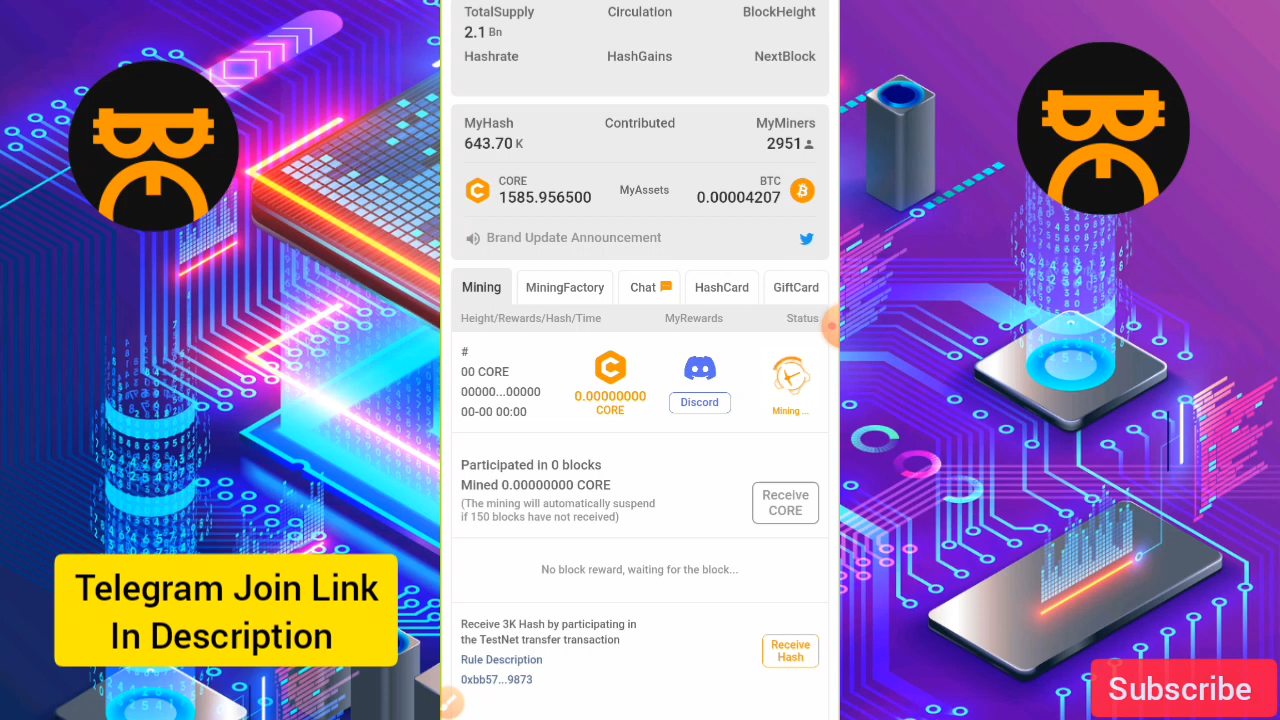 TotalSupply Circulation BlockHeight
2.1 Bn
Hashrate HashGains NextBlock
MyHash Contributed MyMiners
643.70 K 2951
CORE MyAssets BTC
1585.956500 0.00004207
Brand Update Announcement
Mining MiningFactory Chat HashCard GiftCard
Height/Rewards/Hash/Time MyRewards Status
#
00 CORE
00000...00000
00-00 00:00
0.00000000
CORE
Discord
Mining ...
Participated in 0 blocks
Mined 0.00000000 CORE
(The mining will automatically suspend
if 150 blocks have not received)
Receive
CORE
No block reward, waiting for the block...
Receive 3K Hash by participating in
the TestNet transfer transaction
Rule Description
0xbb57...9873
Receive
Hash
Telegram Join Link
In Description
Subscribe